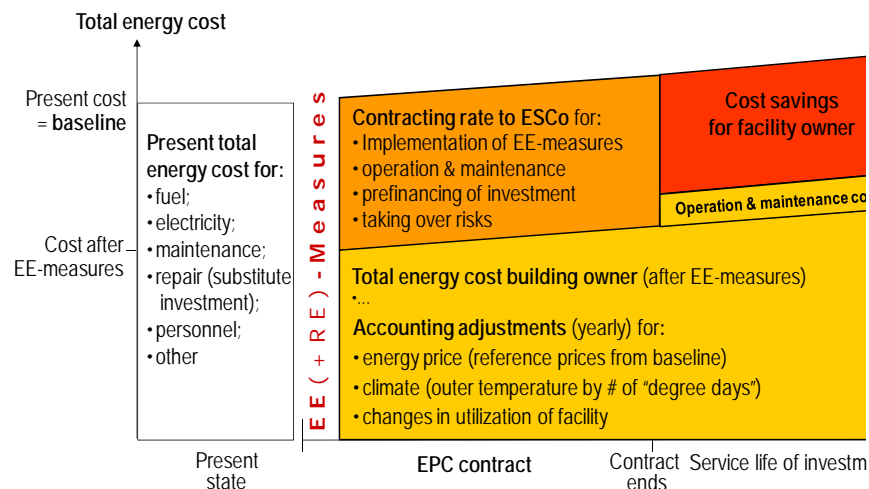 Total energy cost
Present cost
= baseline
Cost after
EE-measures
Present total
energy cost for:
• fuel;
• electricity;
• maintenance;
• repair (substitute
investment);
• personnel;
• other
EE(+RE)-Measures
Contracting rate to ESCo for:
• Implementation of EE-measures
• operation & maintenance
• prefinancing of investment
• taking over risks
Cost savings
for facility owner
Operation & maintenance co
Total energy cost building owner (after EE-measures)
•...
Accounting adjustments (yearly) for:
• energy price (reference prices from baseline)
• climate (outer temperature by # of “degree days”)
• changes in utilization of facility
Present
state
EPC contract
Contract
ends
Service life of investm